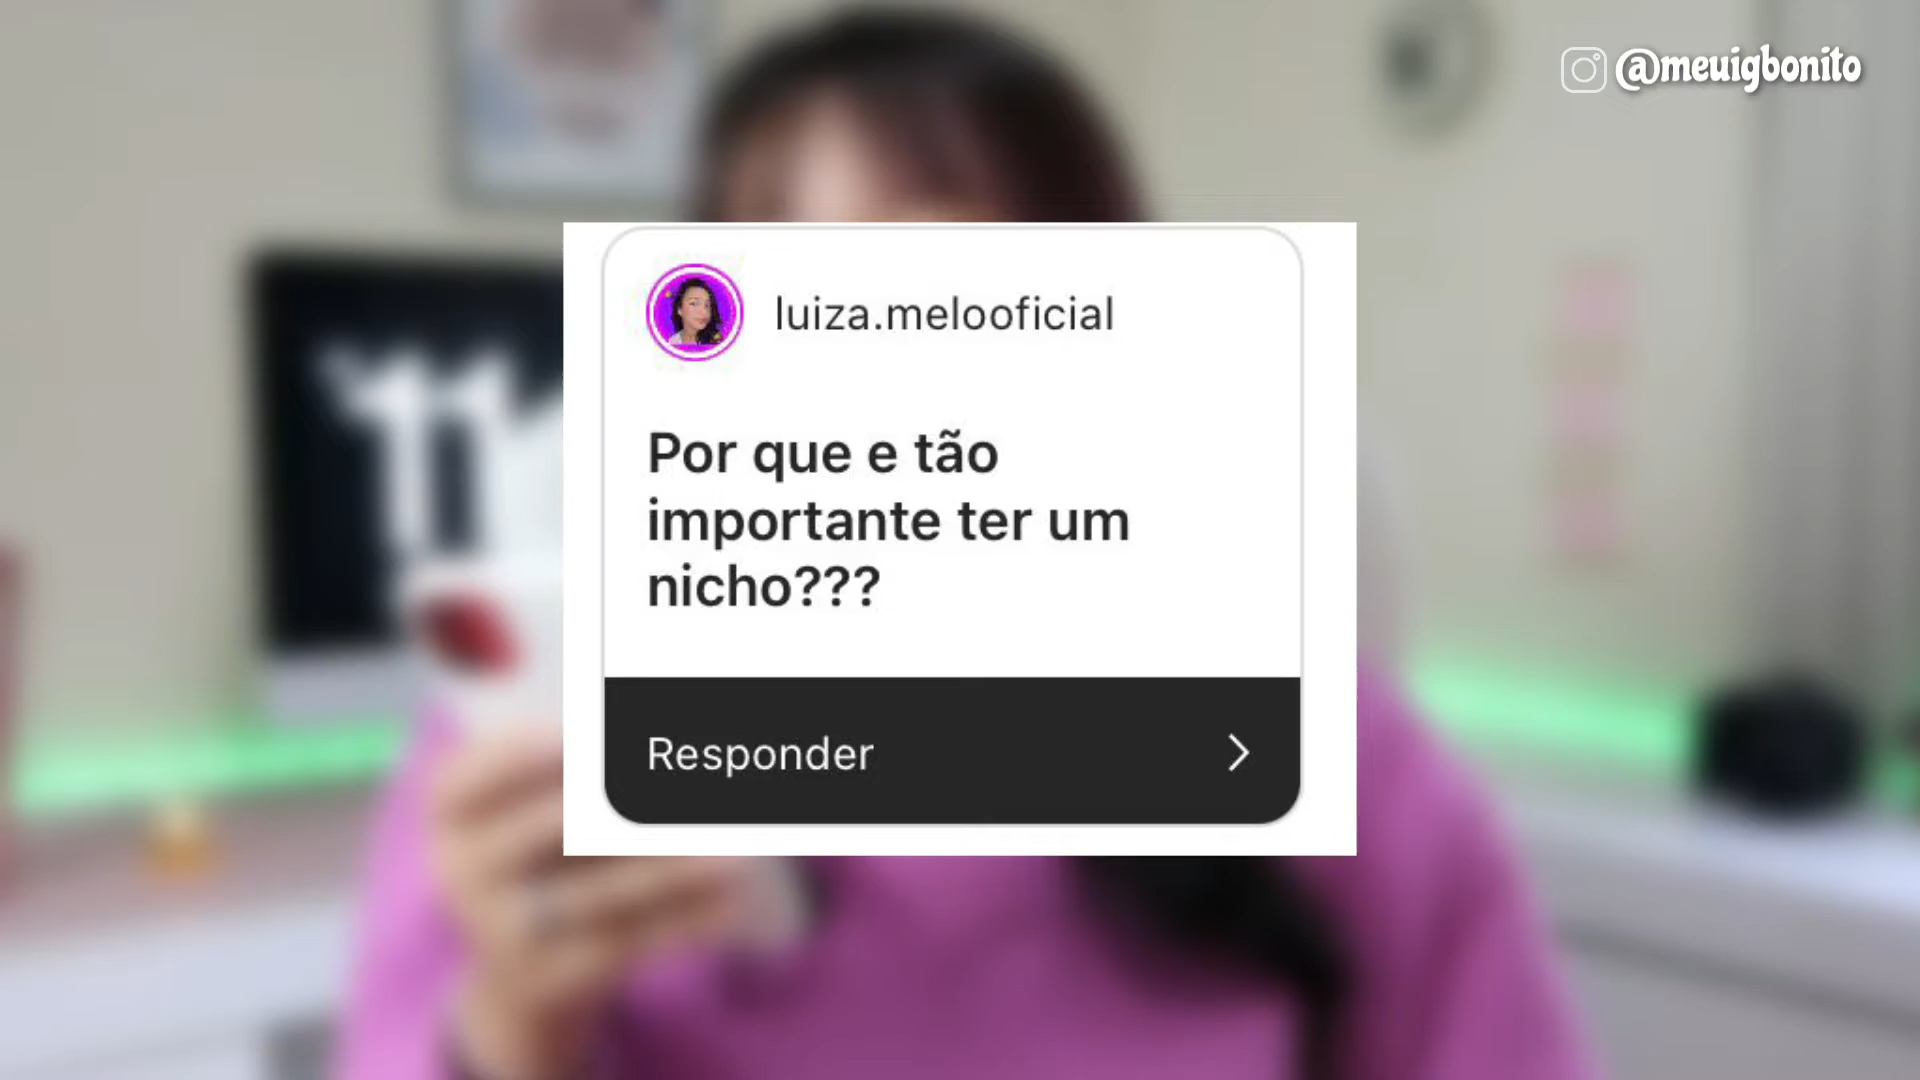 @meuigbonito
luiza.melooficial
Por que e tão
importante ter um
nicho???
Responder